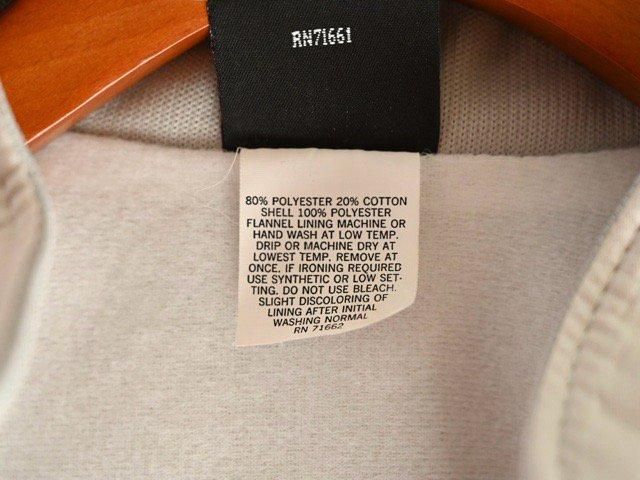 RN71661
80% POLYESTER 20% COTTON
SHELL 100% POLYESTER
FLANNEL LINING MACHINE OR
HAND WASH AT LOW TEMP.
DRIP OR MACHINE DRY AT
LOWEST TEMP. REMOVE AT
ONCE. IF IRONING REQUIRED
USE SYNTHETIC OR LOW SET-
TING. DO NOT USE BLEACH.
SLIGHT DISCOLORING OF
LINING AFTER INITIAL
WASHING NORMAL
RN 71662